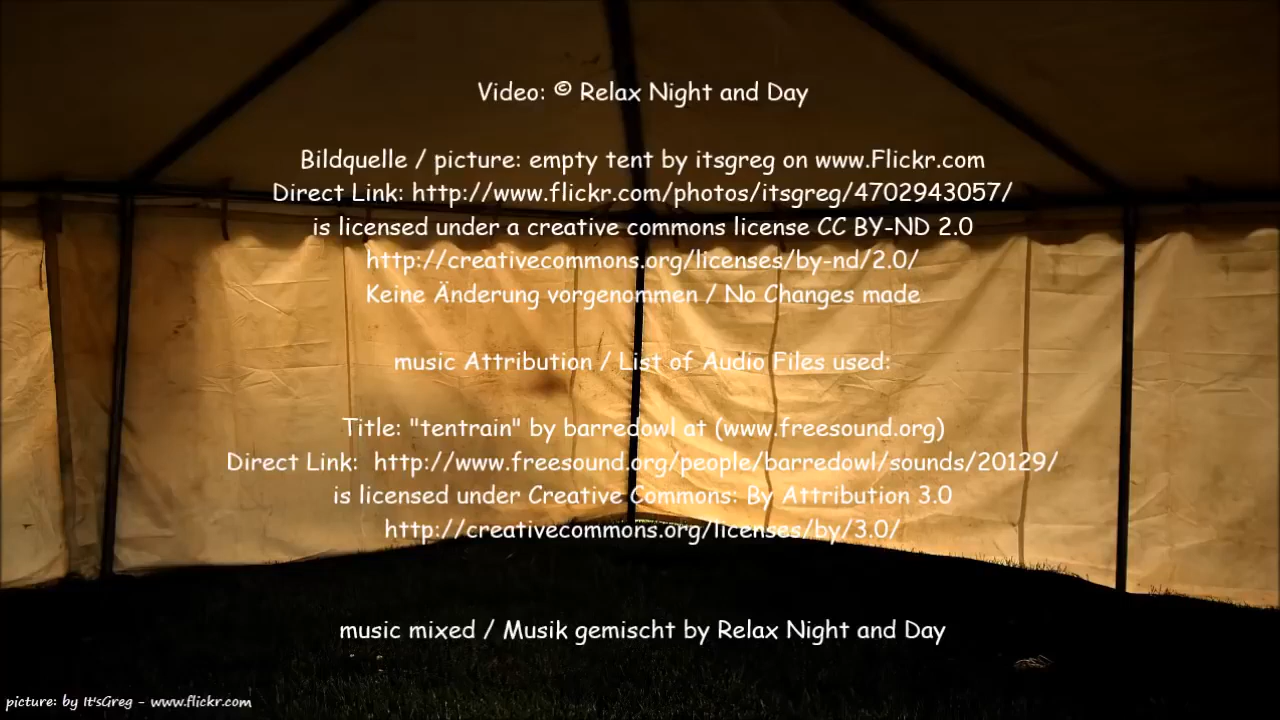 Video: © Relax Night and Day
Bildquelle / picture: empty tent by itsgreg on www.Flickr.com
Direct Link: http://www.flickr.com/photos/itsgreg/4702943057/
is licensed under a creative commons license CC BY-ND 2.0
http://creativecommons.org/licenses/by-nd/2.0/
Keine Änderung vorgenommen / No Changes made
music Attribution / List of Audio Files used:
Title: "tentrain" by barredowl at (www.freesound.org)
Direct Link:  http://www.freesound.org/people/barredowl/sounds/20129/
is licensed under Creative Commons: By Attribution 3.0
http://creativecommons.org/licenses/by/3.0/
music mixed / Musik gemischt by Relax Night and Day
picture: by It'sGreg - www.flickr.com